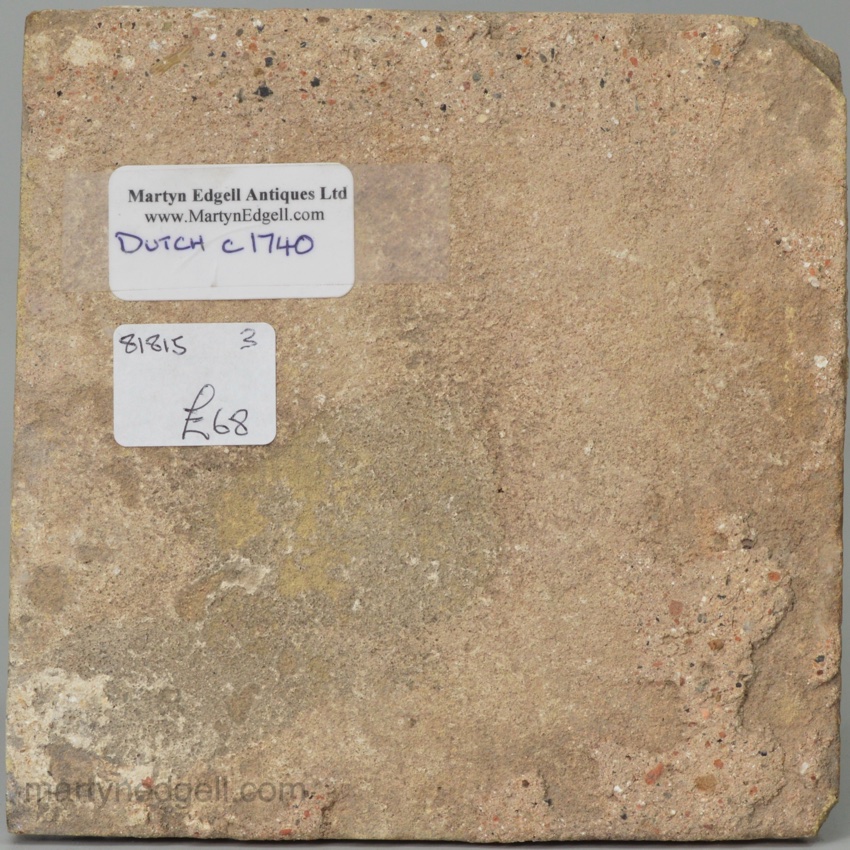 Martyn Edgell Antiques Ltd
www.MartynEdgell.com
DUTCH c1740
81815 3
£68
martynedgell.com